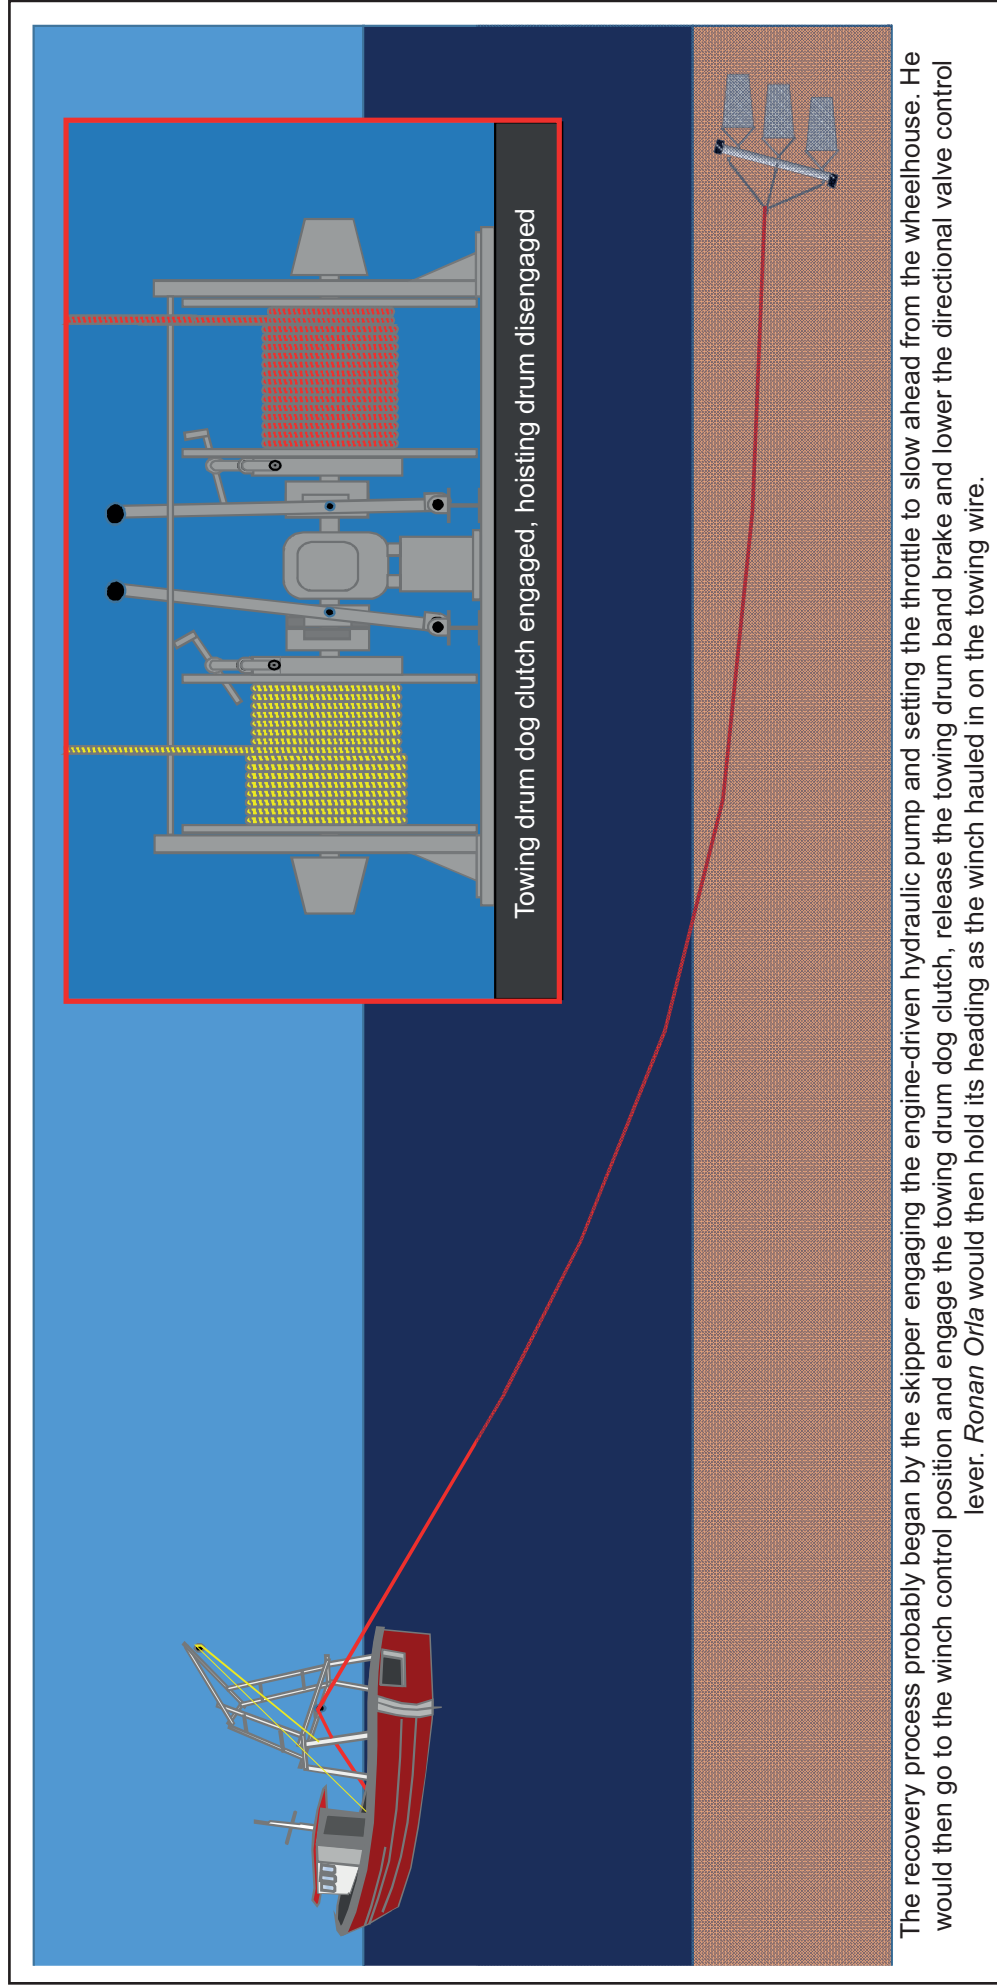 Towing drum dog clutch engaged, hoisting drum disengaged
The recovery process probably began by the skipper engaging the engine-driven hydraulic pump and setting the throttle to slow ahead from the wheelhouse. He
would then go to the winch control position and engage the towing drum dog clutch, release the towing drum band brake and lower the directional valve control
lever. Ronan Orla would then hold its heading as the winch hauled in on the towing wire.